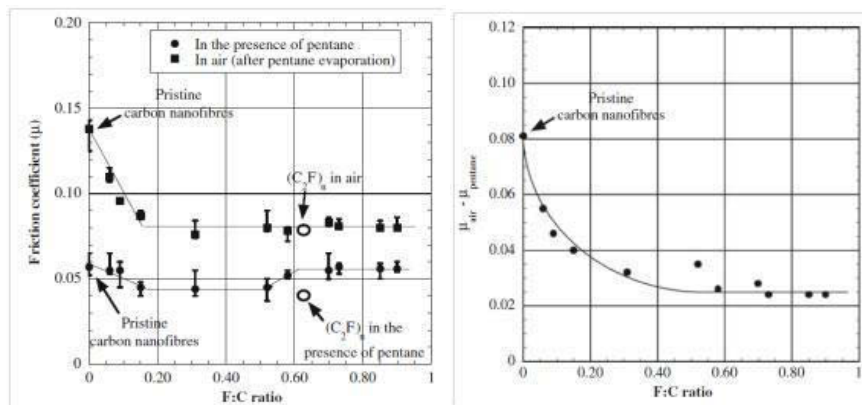 0.20
In the presence of pentane
In air (after pentane evaporation)
Pristine
carbon nanofibres
0.15
(C2F)n in air
Friction coefficient (μ)
0.10
0.05
Pristine
carbon nanofibres
(C2F)n in the
presence of pentane
0
0 0.20 0.40 0.60 0.80 1
F:C ratio
0.12
Pristine
carbon nanofibres
0.10
0.08
μair - μpentane
0.06
0.04
0.02
0
0 0.20 0.40 0.60 0.80 1
F:C ratio